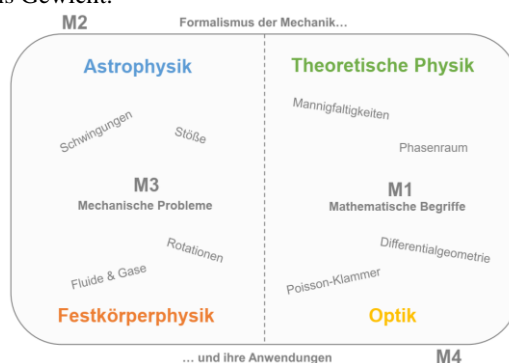 s Gewicht.
M2 Formalismus der Mechanik...
Astrophysik Theoretische Physik
Mannigfaltigkeiten
Schwingungen Stöße
Phasenraum
M3 M1
Mechanische Probleme Mathematische Begriffe
Rotationen Differentialgeometrie
Fluide & Gase Poisson-Klammer
Festkörperphysik Optik
... und ihre Anwendungen M4